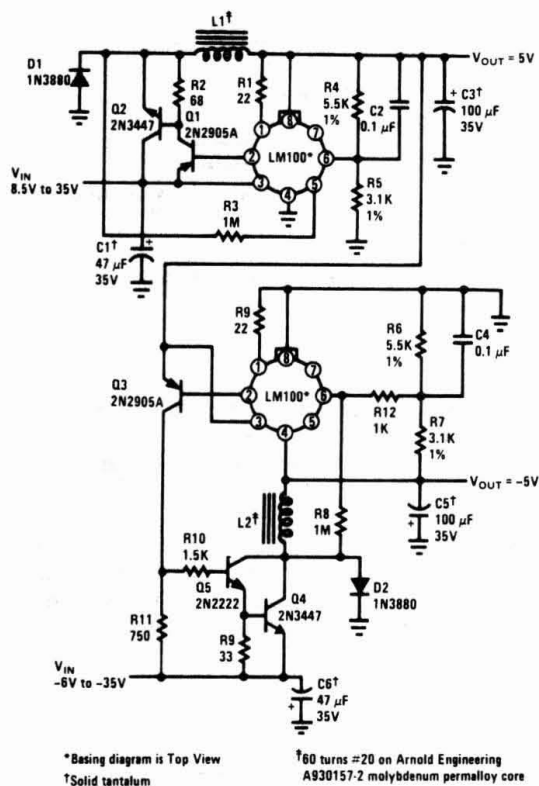 L1‡
D1
1N3880
R2
68
R1
22
Q2
2N3447
Q1
2N2905A
R4
5.5K
1%
C2
0.1 μF
VOUT = 5V
+ C3†
100 μF
35V
1 8 7
2 LM100* 6
3 4 5
VIN
8.5V to 35V
R3
1M
R5
3.1K
1%
C1† +
47 μF
35V
R9
22
R6
5.5K
1%
C4
0.1 μF
Q3
2N2905A
1 8 7
2 LM100* 6
3 4 5
R12
1K
R7
3.1K
1%
VOUT = -5V
L2‡
R8
1M
C5†
+ 100 μF
35V
R10
1.5K
Q5
2N2222
Q4
2N3447
D2
1N3880
R11
750
R9
33
VIN
-6V to -35V
C6†
+ 47 μF
35V
*Basing diagram is Top View
†Solid tantalum
‡60 turns #20 on Arnold Engineering
A930157-2 molybdenum permalloy core